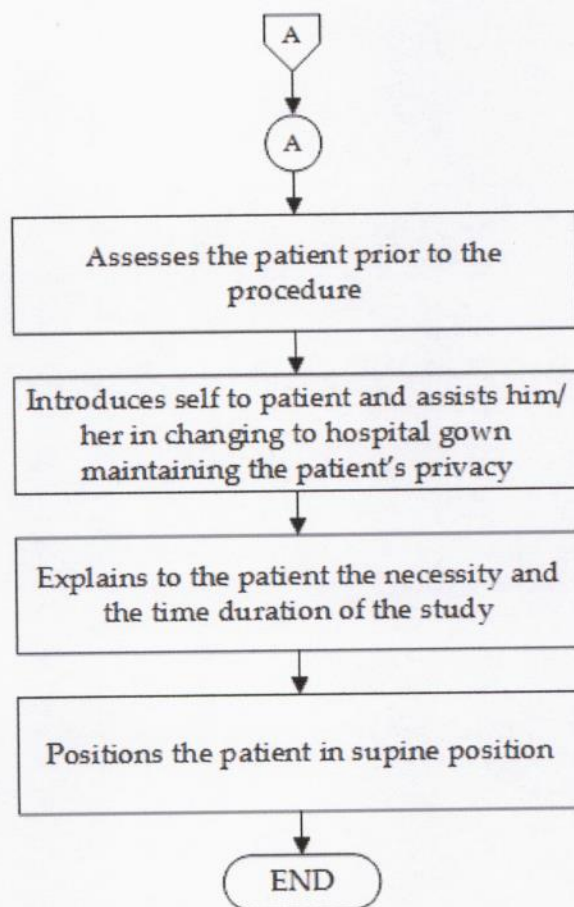 A
A
Assesses the patient prior to the
procedure
Introduces self to patient and assists him/
her in changing to hospital gown
maintaining the patient's privacy
Explains to the patient the necessity and
the time duration of the study
Positions the patient in supine position
END